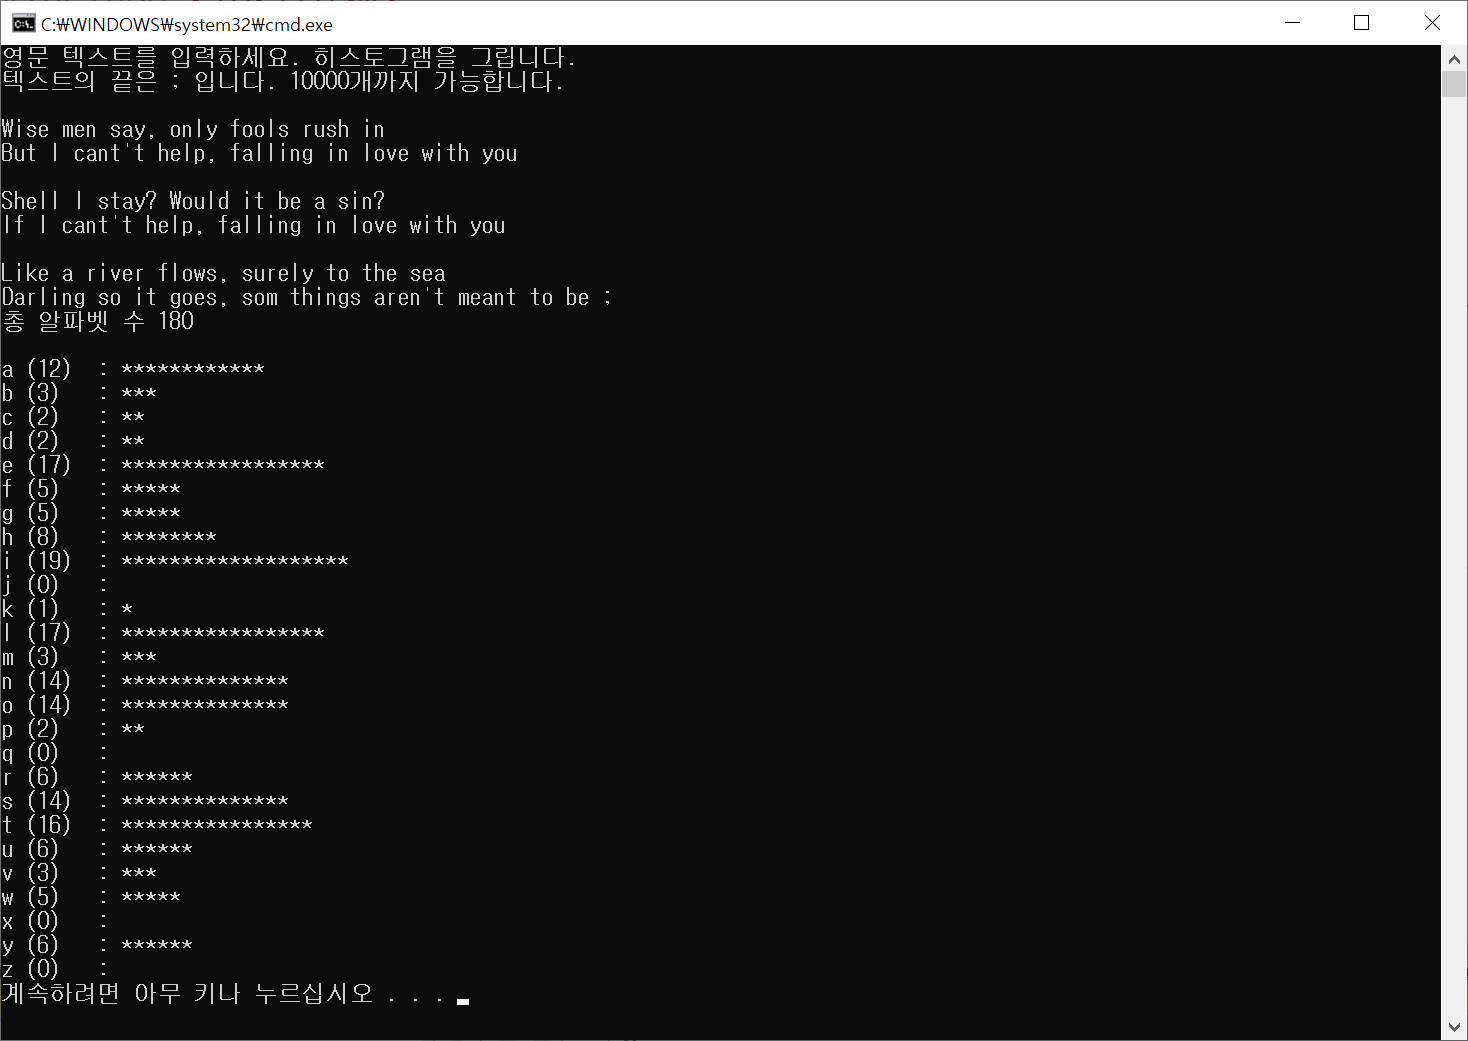 C:₩WINDOWS₩system32₩cmd.exe
영문 텍스트를 입력하세요. 히스토그램을 그립니다.
텍스트의 끝은 ; 입니다. 10000개까지 가능합니다.
Wise men say, only fools rush in
But I cant't help, falling in love with you
Shell I stay? Would it be a sin?
If I cant't help, falling in love with you
Like a river flows, surely to the sea
Darling so it goes, som things aren't meant to be ;
총 알파벳 수 180
a (12)  : ************
b (3)   : ***
c (2)   : **
d (2)   : **
e (17)  : *****************
f (5)   : *****
g (5)   : *****
h (8)   : ********
i (19)  : *******************
j (0)   :
k (1)   : *
l (17)  : *****************
m (3)   : ***
n (14)  : **************
o (14)  : **************
p (2)   : **
q (0)   :
r (6)   : ******
s (14)  : **************
t (16)  : ****************
u (6)   : ******
v (3)   : ***
w (5)   : *****
x (0)   :
y (6)   : ******
z (0)   :
계속하려면 아무 키나 누르십시오 . . .